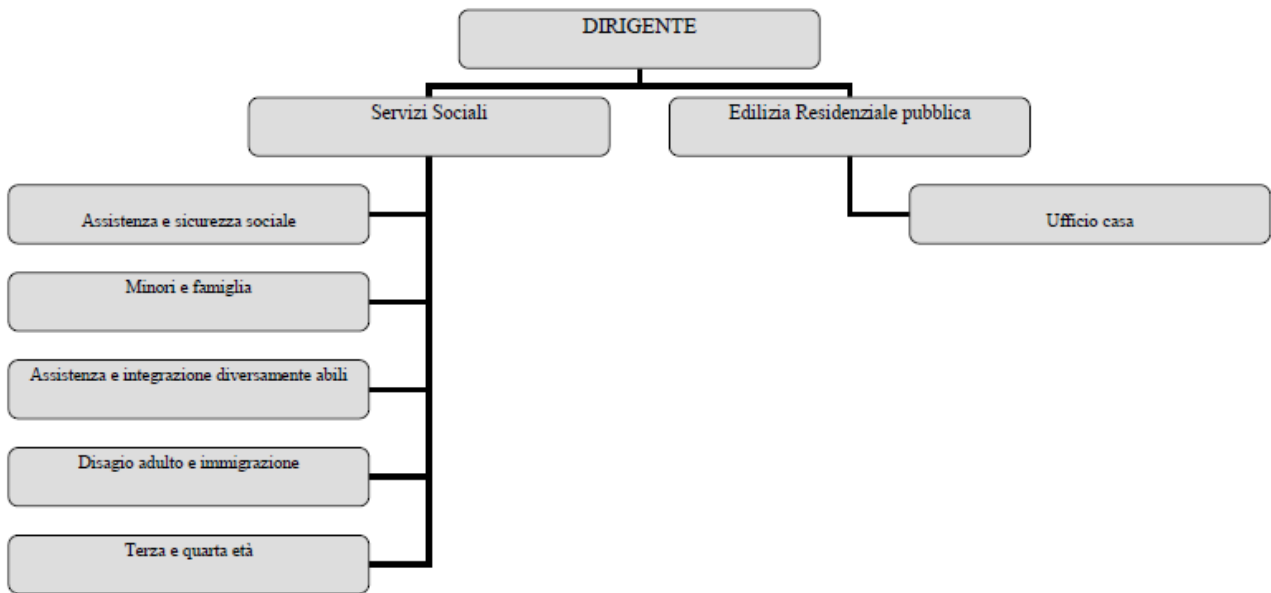 DIRIGENTE
Servizi Sociali
Edilizia Residenziale pubblica
Assistenza e sicurezza sociale
Ufficio casa
Minori e famiglia
Assistenza e integrazione diversamente abili
Disagio adulto e immigrazione
Terza e quarta età